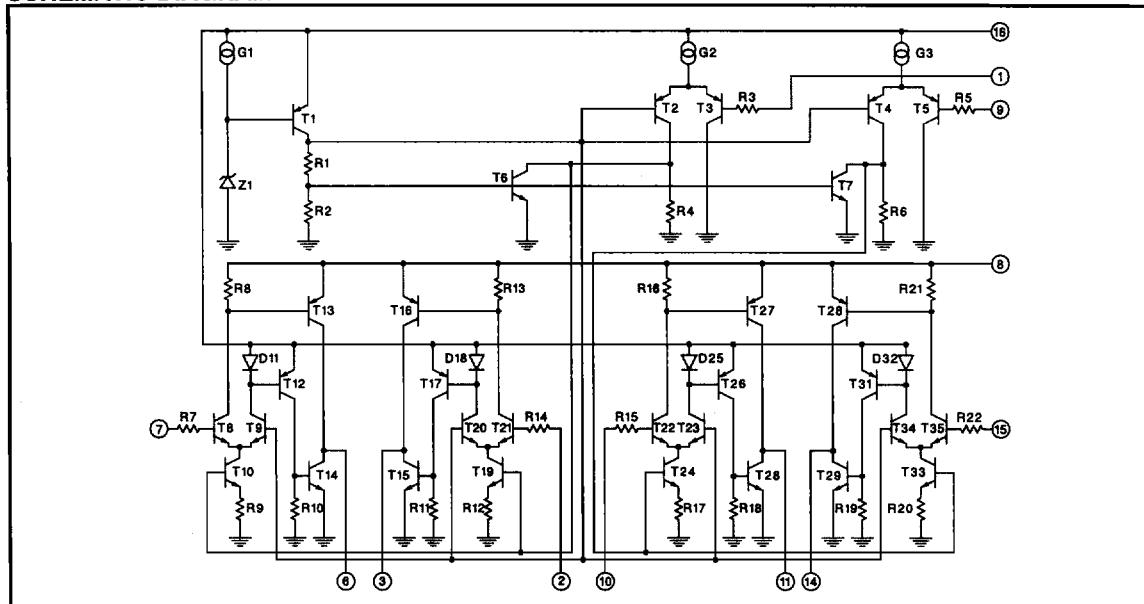 SCHEMATIC DIAGRAM
G1 G2 G3 16
1
R3 R5
T1 T2 T3 T4 T5 9
R1
Z1 T6 T7
R2 R4 R6
8
R8 R13 R16 R21
T13 T16 T27 T28
D11 D18 D25 D32
T12 T17 T26 T31
R7 R14 R15 R22
7 T8 T9 T20 T21 T22 T23 T34 T35 15
T10 T14 T15 T19 T24 T28 T29 T33
R9 R10 R11 R12 R17 R18 R19 R20
6 3 2 10 11 14